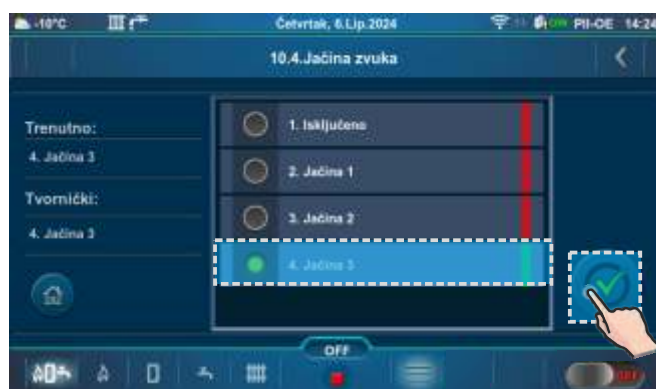 -10°C Četvrtak, 6.Lip.2024 PII-OE 14:24
10.4.Jačina zvuka
Trenutno:
4. Jačina 3
Tvornički:
4. Jačina 3
1. Isključeno
2. Jačina 1
3. Jačina 2
4. Jačina 3
OFF
OFF